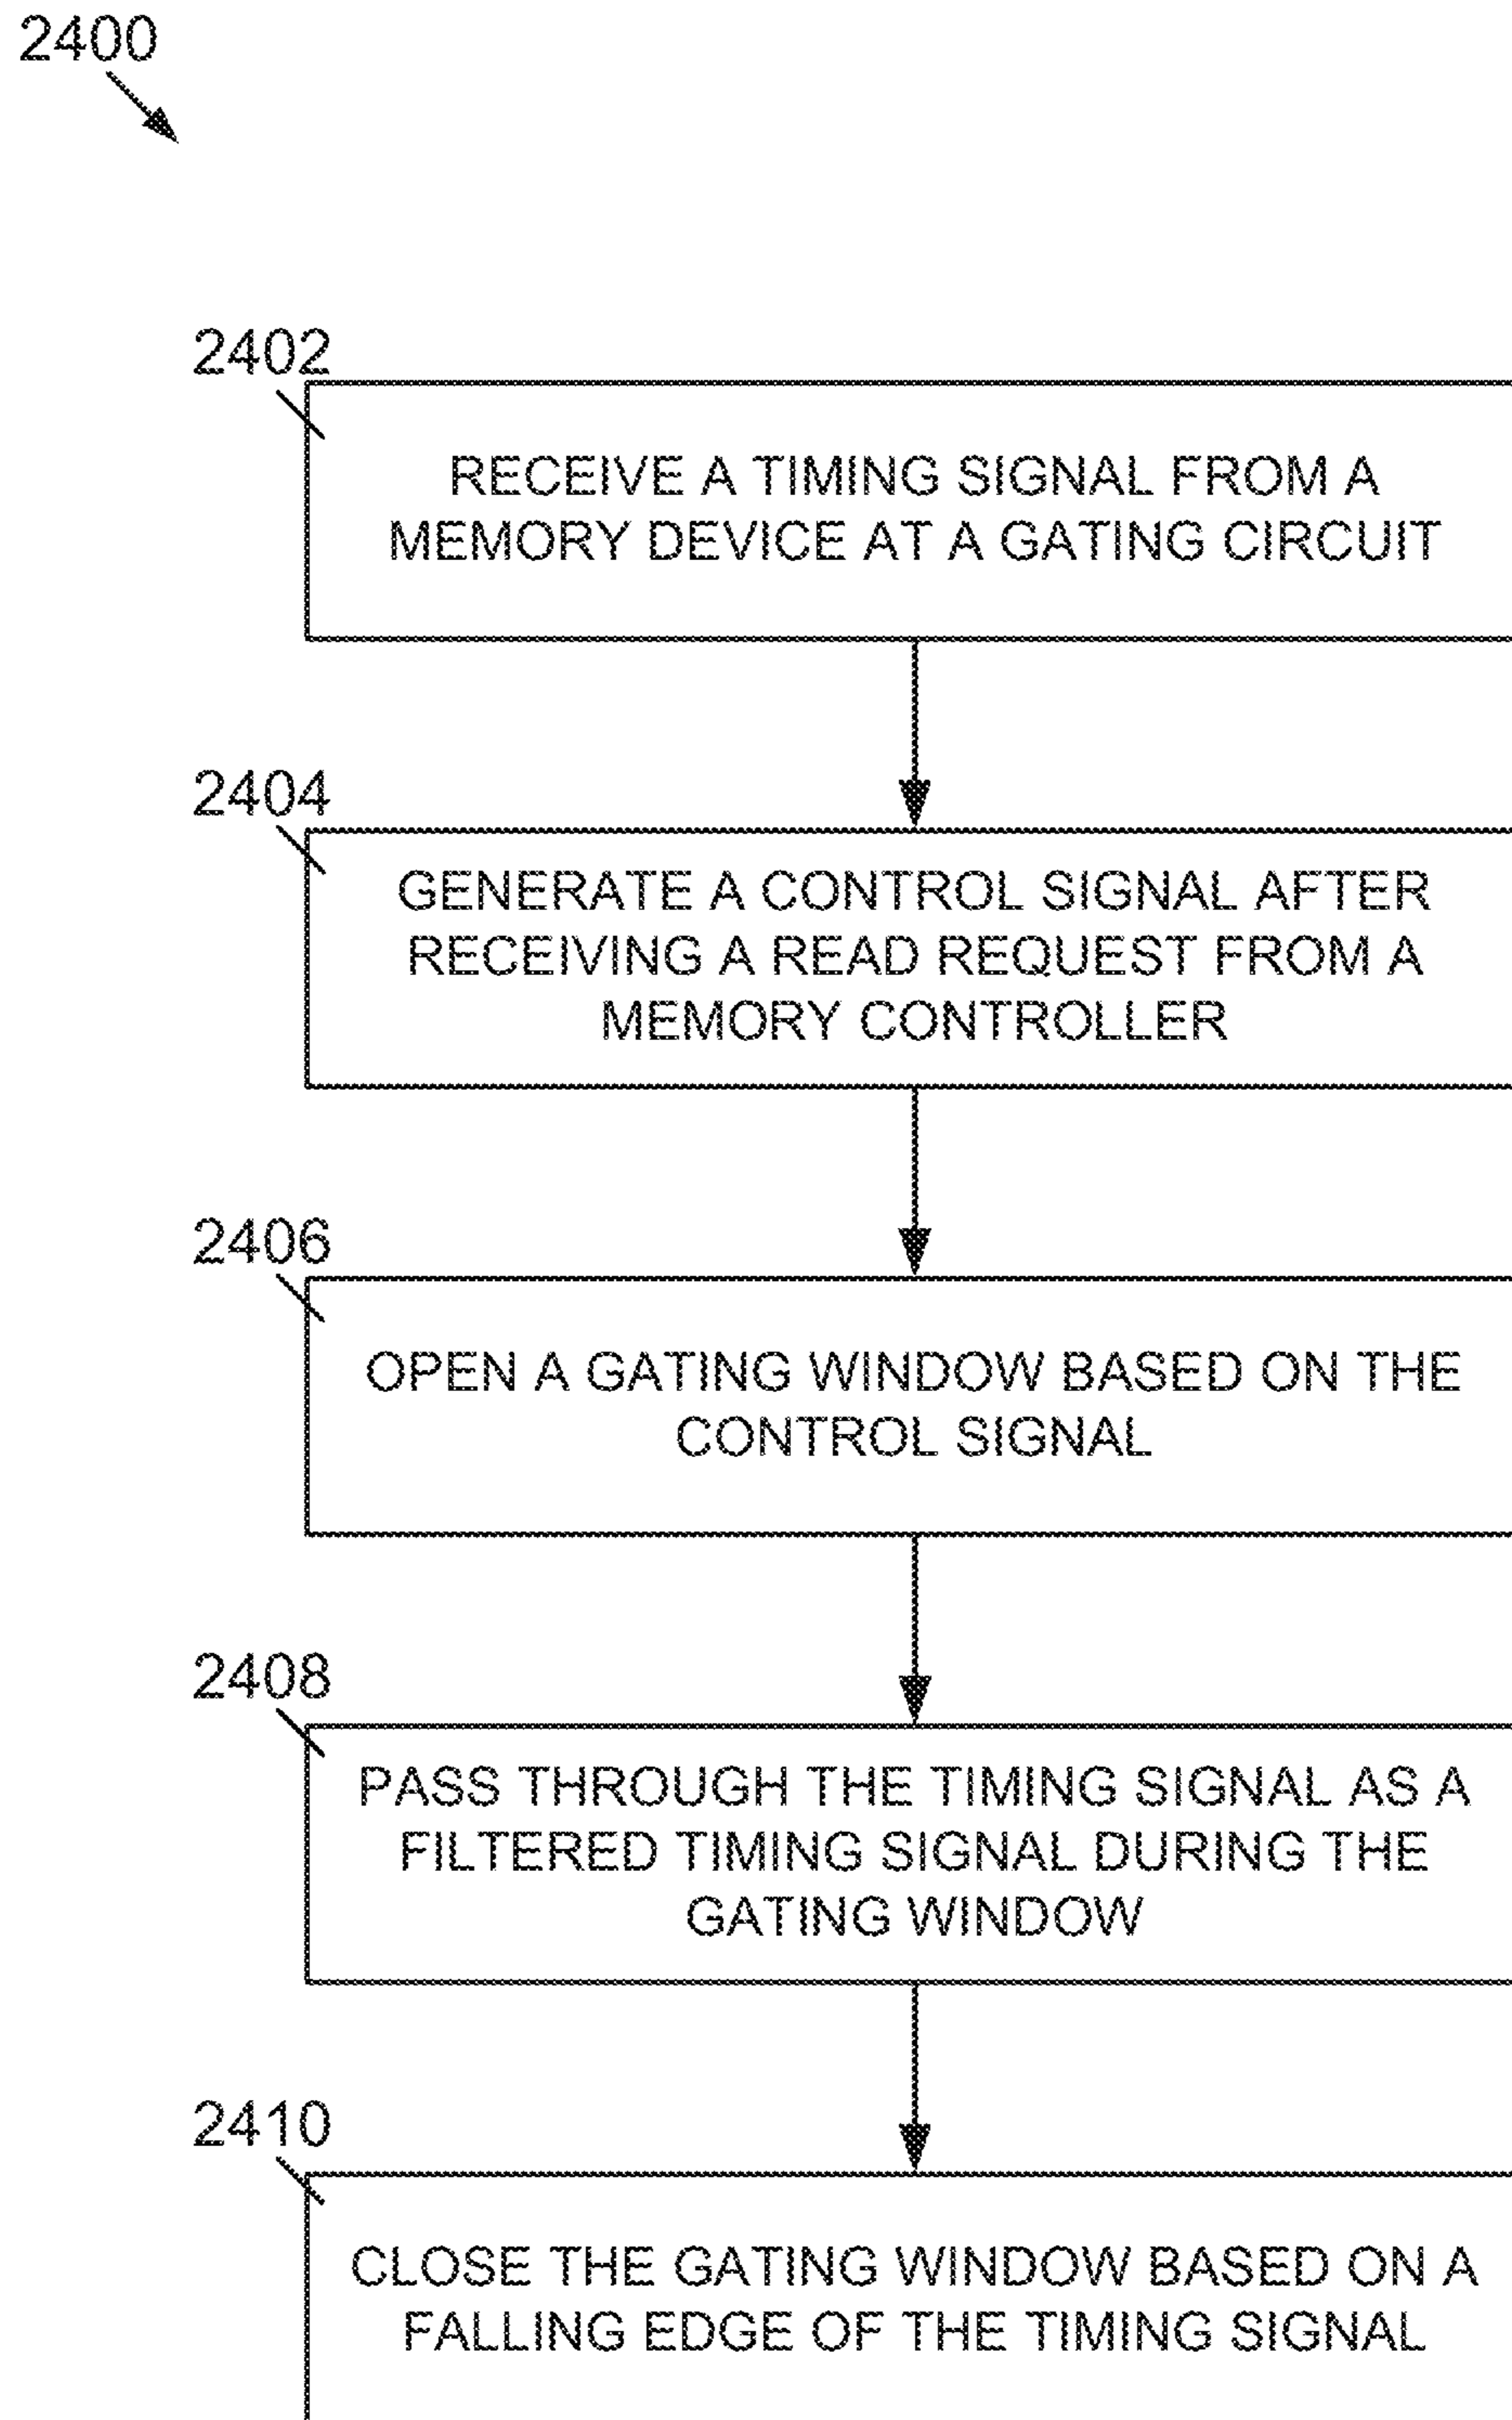 2400
2402
RECEIVE A TIMING SIGNAL FROM A
MEMORY DEVICE AT A GATING CIRCUIT
2404
GENERATE A CONTROL SIGNAL AFTER
RECEIVING A READ REQUEST FROM A
MEMORY CONTROLLER
2406
OPEN A GATING WINDOW BASED ON THE
CONTROL SIGNAL
2408
PASS THROUGH THE TIMING SIGNAL AS A
FILTERED TIMING SIGNAL DURING THE
GATING WINDOW
2410
CLOSE THE GATING WINDOW BASED ON A
FALLING EDGE OF THE TIMING SIGNAL